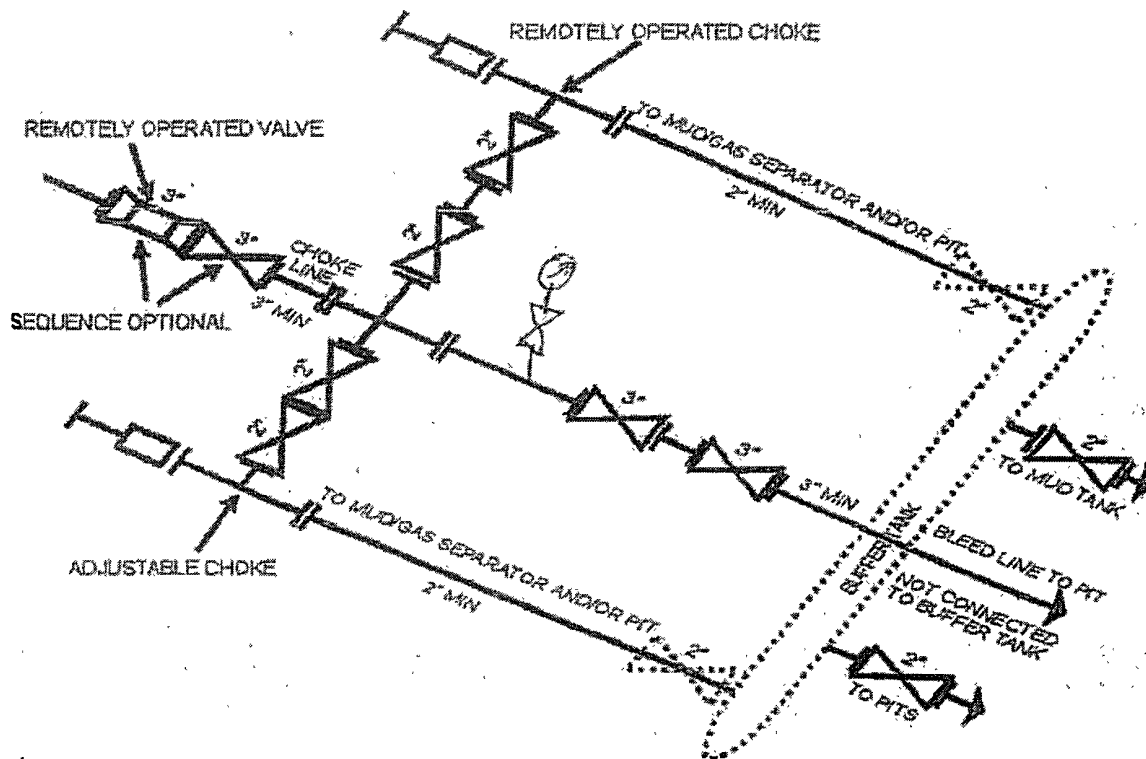 REMOTELY OPERATED CHOKE
REMOTELY OPERATED VALVE
TO MUD/GAS SEPARATOR AND/OR PIT
2" MIN
2"
2"
3"
3"
CHOKE
LINE
3" MIN
SEQUENCE OPTIONAL
2"
2"
2"
3"
3"
3" MIN
2"
TO MUD TANK
BUFFER TANK
BLEED LINE TO PIT
NOT CONNECTED
TO BUFFER TANK
TO MUD/GAS SEPARATOR AND/OR PIT
2" MIN
2"
2"
TO PITS
ADJUSTABLE CHOKE